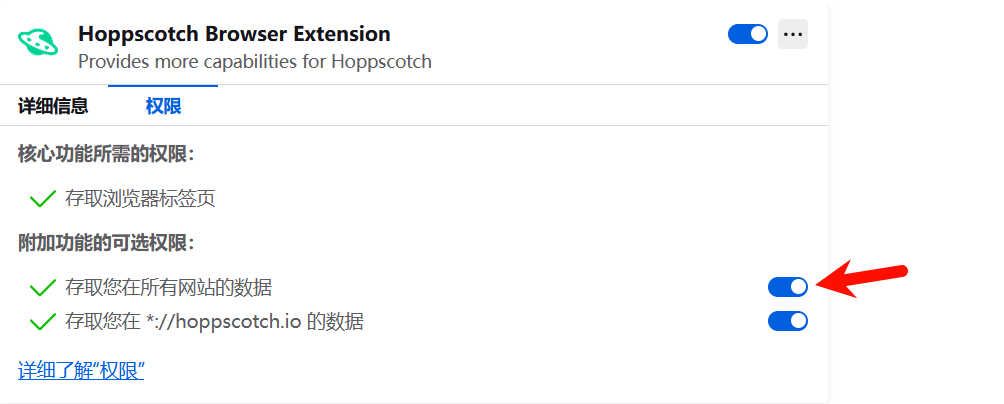 Hoppscotch Browser Extension
Provides more capabilities for Hoppscotch
详细信息 权限
核心功能所需的权限：
存取浏览器标签页
附加功能的可选权限：
存取您在所有网站的数据
存取您在 *://hoppscotch.io 的数据
详细了解“权限”